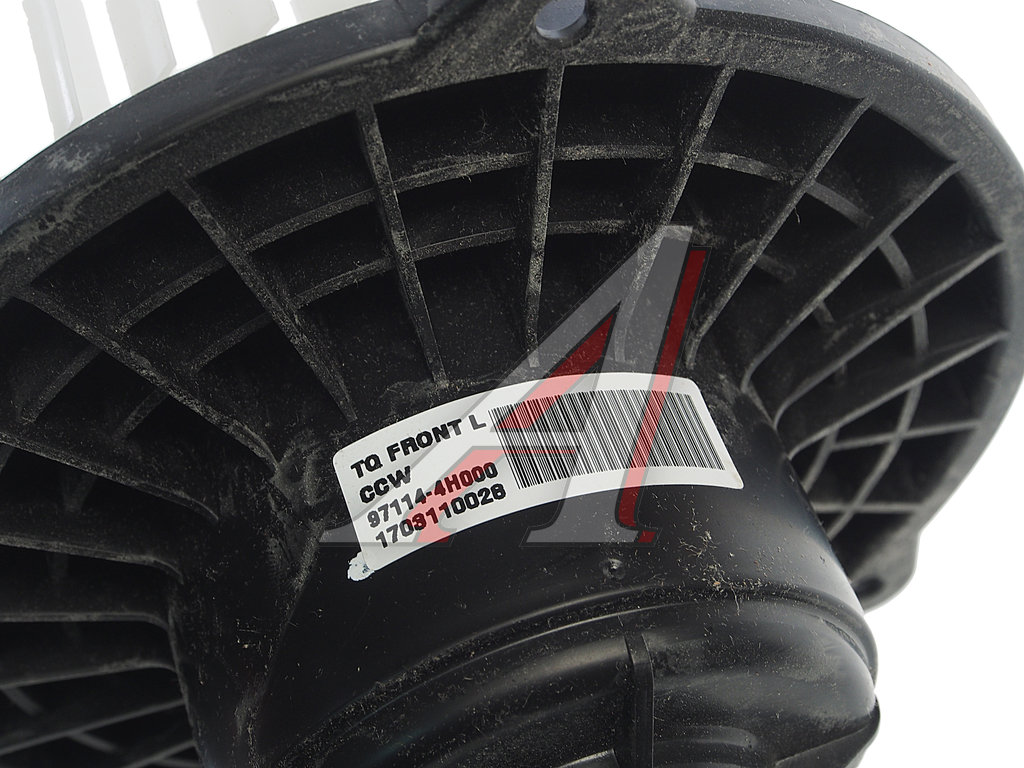 TQ FRONT L
CCW
97114-4H000
1703110028